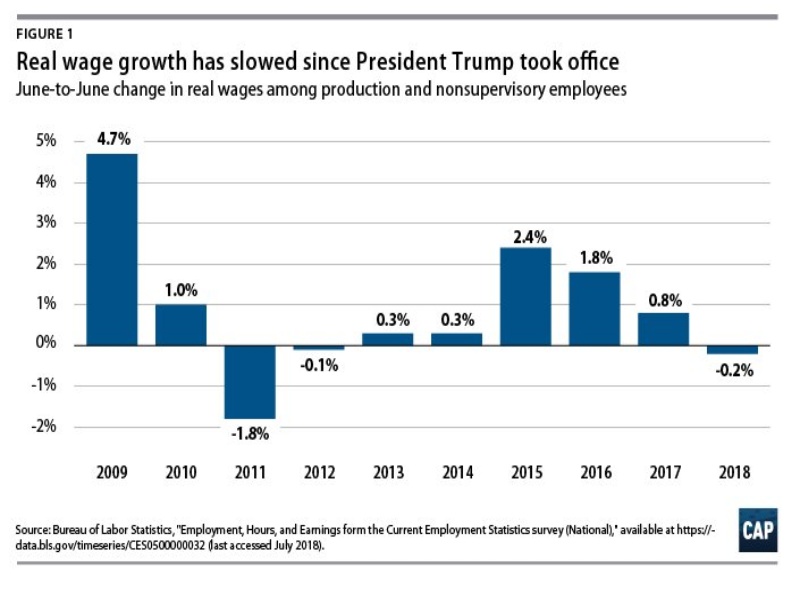 FIGURE 1
Real wage growth has slowed since President Trump took office
June-to-June change in real wages among production and nonsupervisory employees
5%
4%
3%
2%
1%
0%
-1%
-2%
4.7%
1.0%
-1.8%
-0.1%
0.3%
0.3%
2.4%
1.8%
0.8%
-0.2%
2009 2010 2011 2012 2013 2014 2015 2016 2017 2018
Source: Bureau of Labor Statistics, "Employment, Hours, and Earnings form the Current Employment Statistics survey (National)," available at https://-
data.bls.gov/timeseries/CES0500000032 (last accessed July 2018).
CAP